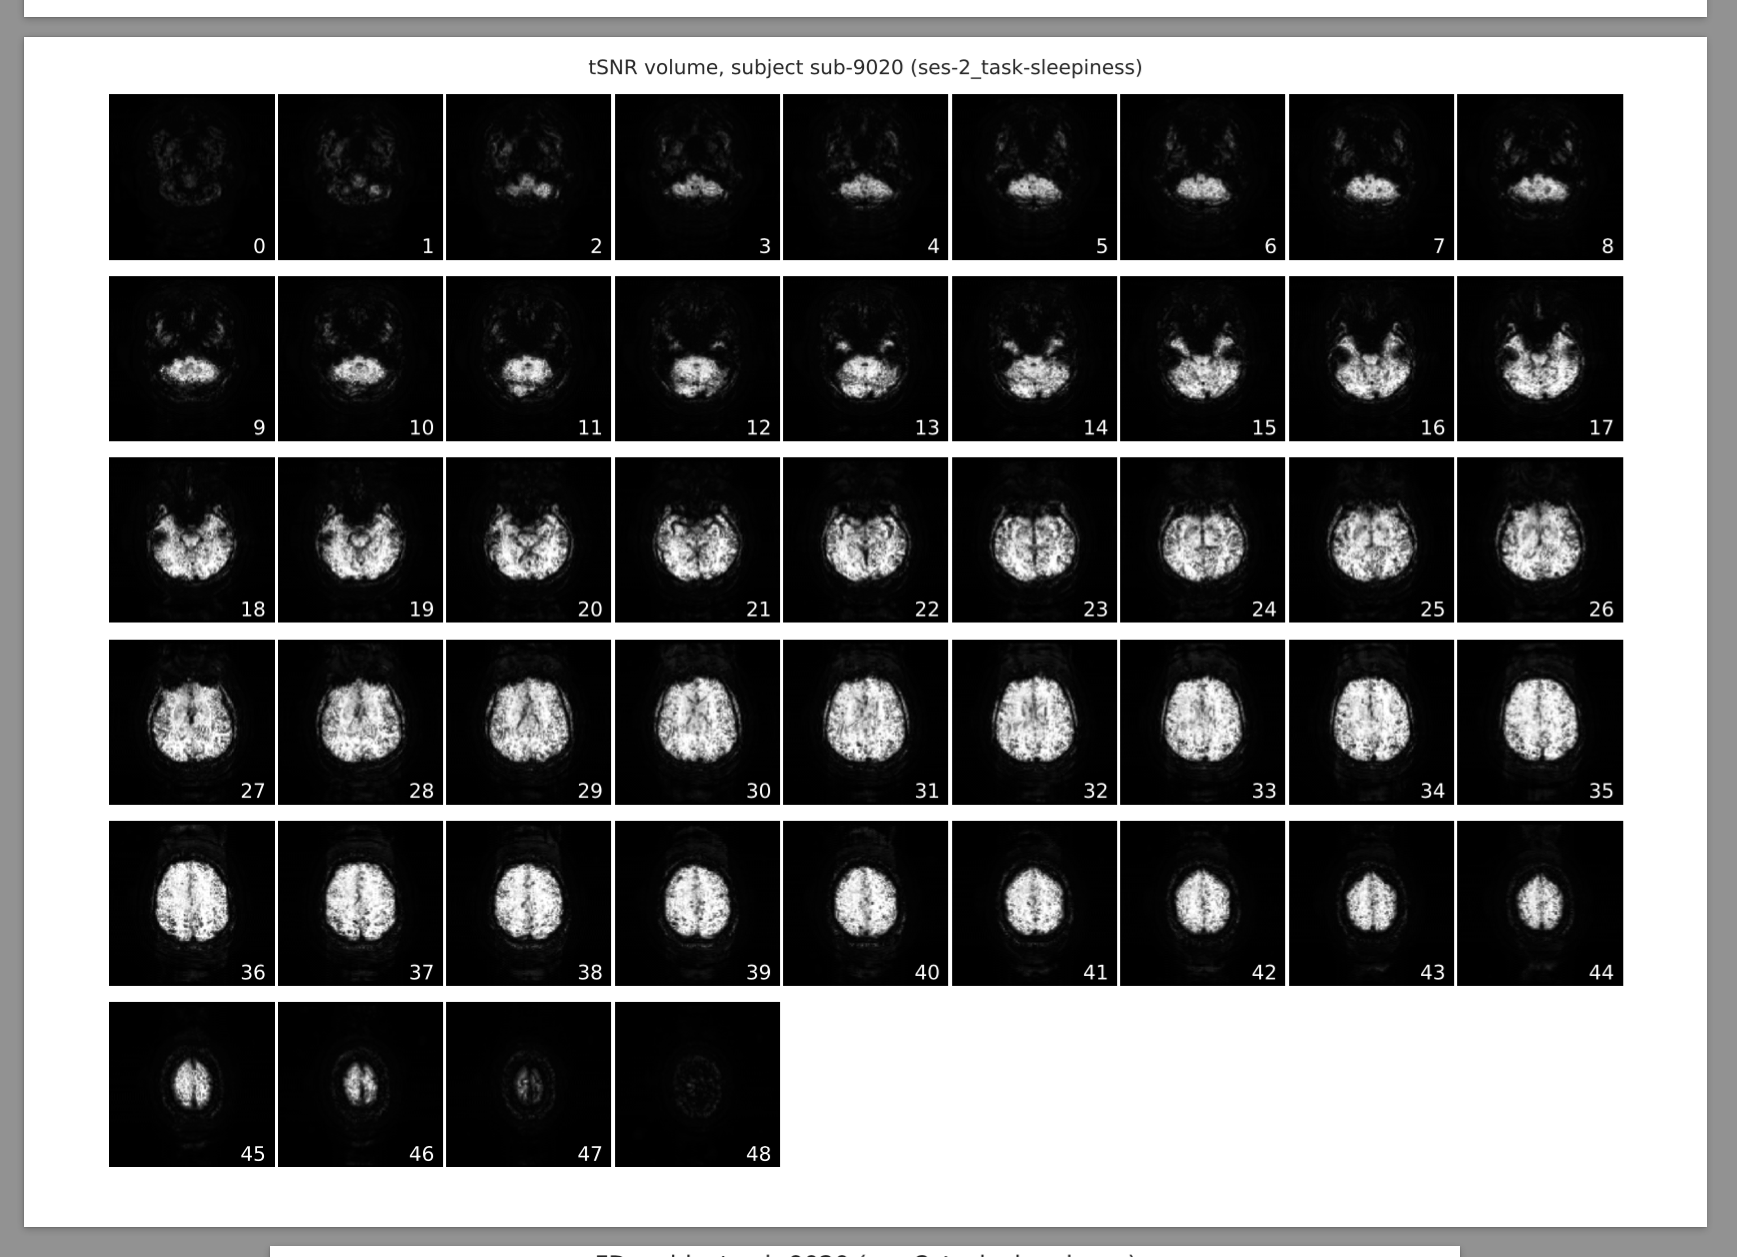 tSNR volume, subject sub-9020 (ses-2_task-sleepiness)
0 1 2 3 4 5 6 7 8
9 10 11 12 13 14 15 16 17
18 19 20 21 22 23 24 25 26
27 28 29 30 31 32 33 34 35
36 37 38 39 40 41 42 43 44
45 46 47 48